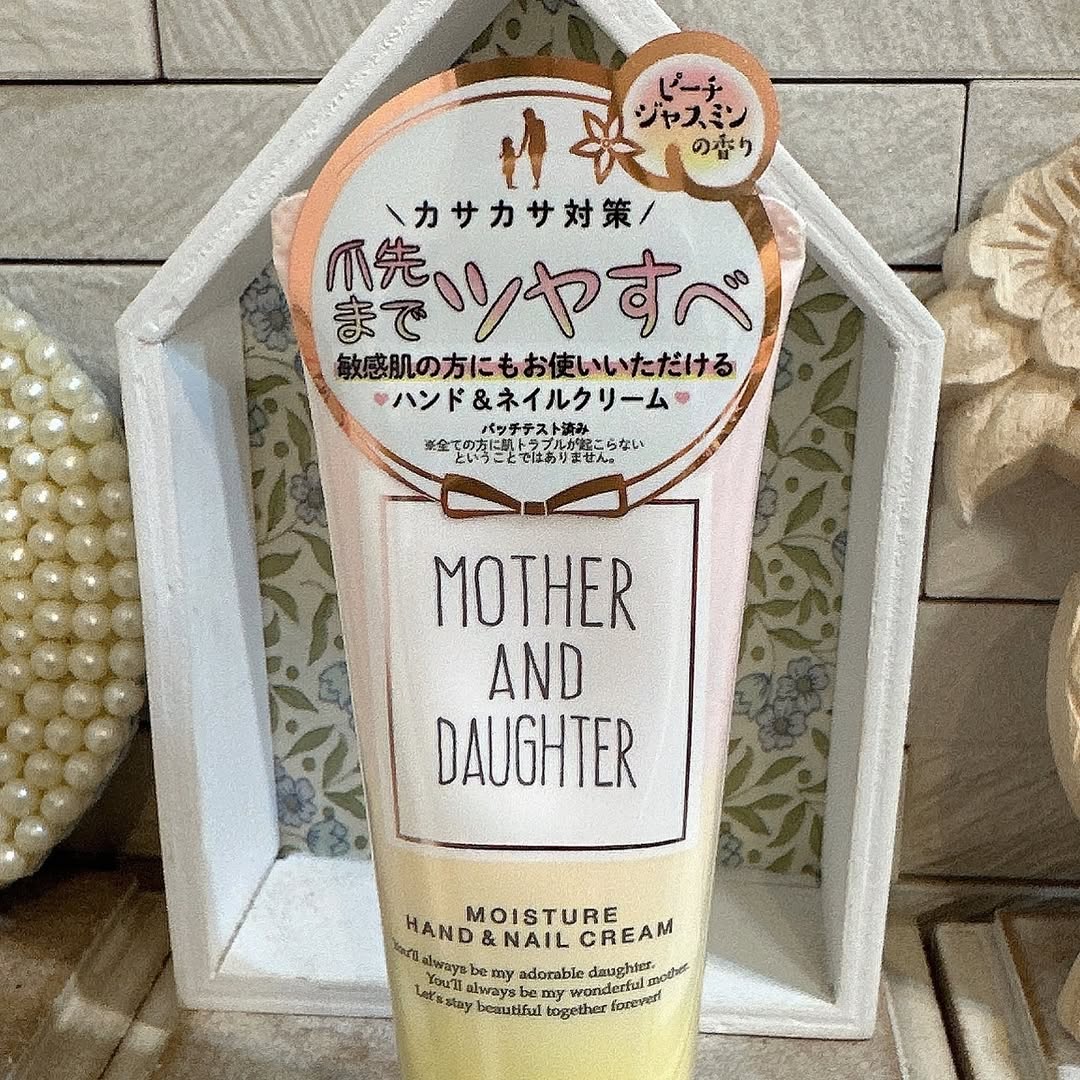 ピーチ
ジャスミン
の香り
\カサカサ対策/
爪先
まで
ツヤすべ
敏感肌の方にもお使いいただける
ハンド&ネイルクリーム
パッチテスト済み
※全ての方に肌トラブルが起こらない
ということではありません。
MOTHER
AND
DAUGHTER
MOISTURE
HAND & NAIL CREAM
You'll always be my adorable daughter.
You'll always be my wonderful mother.
Let's stay beautiful together forever!